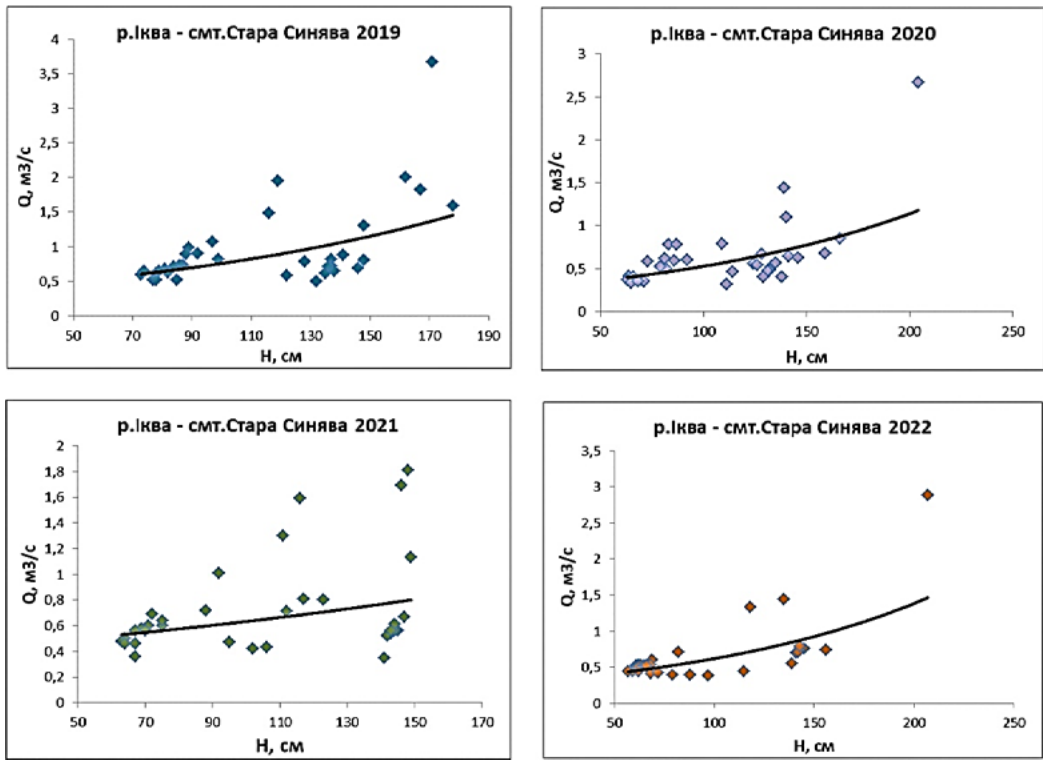 р.Іква - смт.Стара Синява 2019
4
3,5
3
2,5
2
1,5
1
0,5
0
Q, м3/с
50 70 90 110 130 150 170 190
Н, см
р.Іква - смт.Стара Синява 2020
3
2,5
2
1,5
1
0,5
0
Q, м3/с
50 100 150 200 250
Н, см
р.Іква - смт.Стара Синява 2021
2
1,8
1,6
1,4
1,2
1
0,8
0,6
0,4
0,2
0
Q, м3/с
50 70 90 110 130 150 170
Н, см
р.Іква - смт.Стара Синява 2022
3,5
3
2,5
2
1,5
1
0,5
0
Q, м3/с
50 100 150 200 250
Н, см